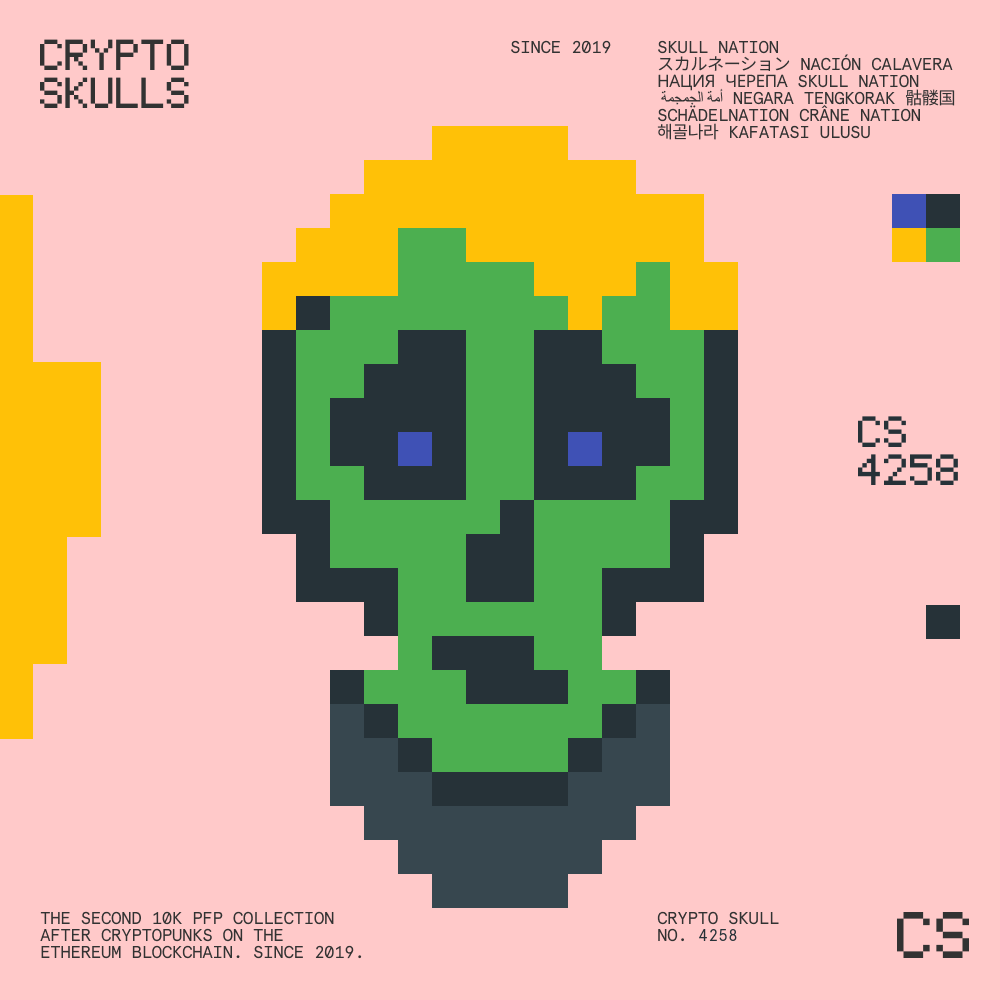 CRYPTO
SKULLS
SINCE 2019
SKULL NATION
スカルネーション NACIÓN CALAVERA
НАЦИЯ ЧЕРЕПА SKULL NATION
أمة الجمجمة NEGARA TENGKORAK 骷髅国
SCHÄDELNATION CRÂNE NATION
해골나라 KAFATASI ULUSU
CS
4258
THE SECOND 10K PFP COLLECTION
AFTER CRYPTOPUNKS ON THE
ETHEREUM BLOCKCHAIN. SINCE 2019.
CRYPTO SKULL
NO. 4258
CS